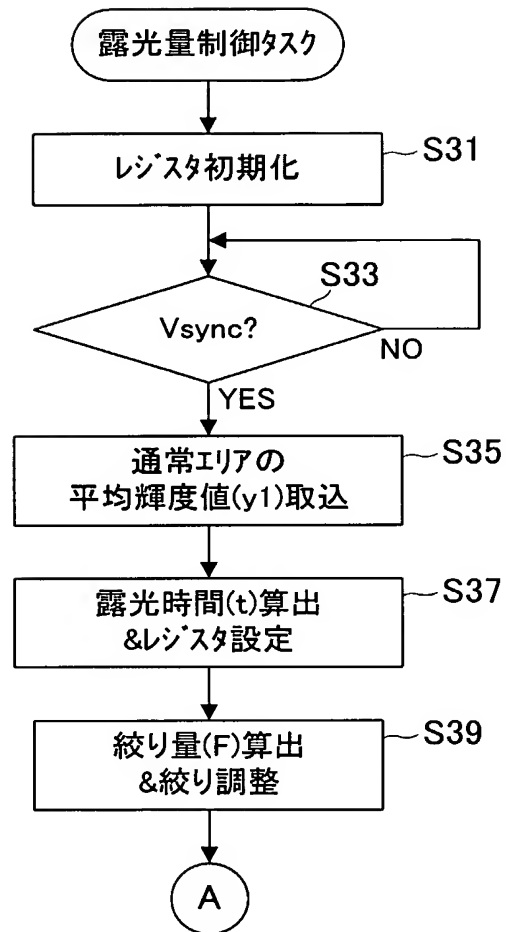 露光量制御タスク
レジスタ初期化
S31
S33
Vsync?
NO
YES
通常エリアの
平均輝度値(y1)取込
S35
露光時間(t)算出
&レジスタ設定
S37
絞り量(F)算出
&絞り調整
S39
A